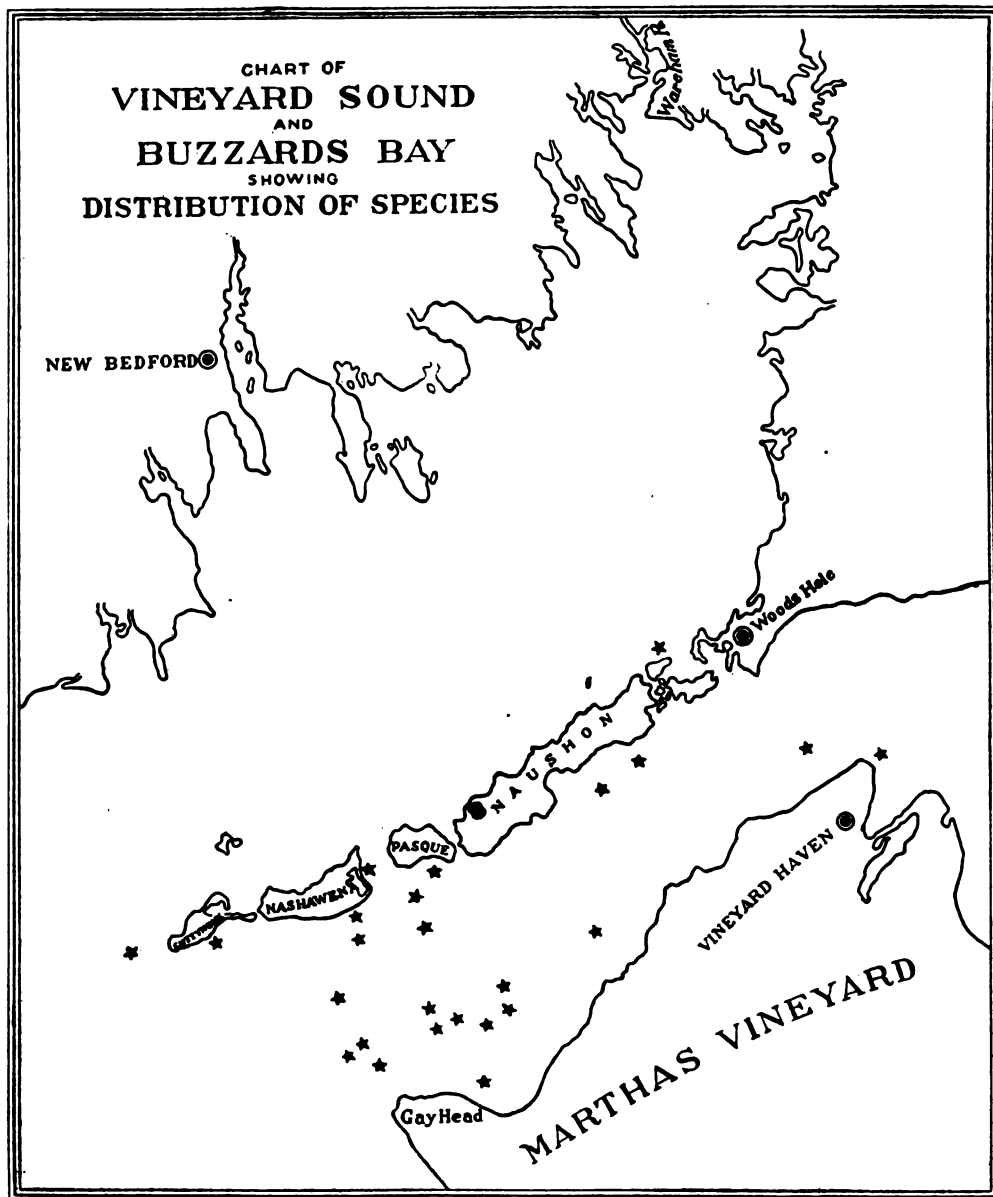 CHART OF
VINEYARD SOUND
AND
BUZZARDS BAY
SHOWING
DISTRIBUTION OF SPECIES
Wareham R.
NEW BEDFORD
Woods Hole
NAUSHON
PASQUE
NASHAWENA
VINEYARD HAVEN
MARTHAS VINEYARD
Gay Head